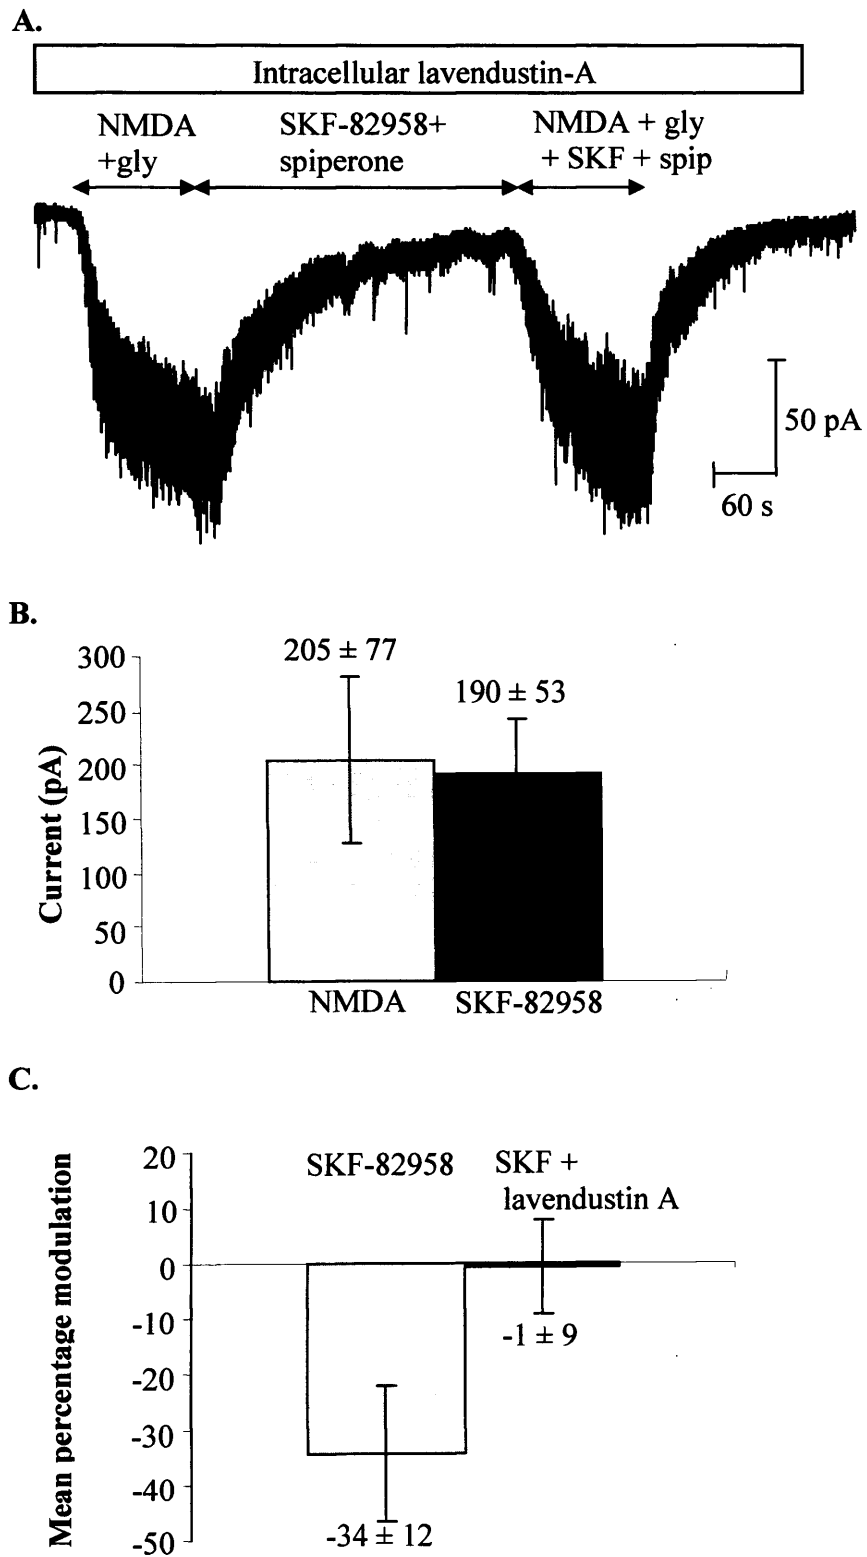 A.
Intracellular lavendustin-A
NMDA
+gly
SKF-82958+
spiperone
NMDA + gly
+ SKF + spip
50 pA
60 s
B.
Current (pA)
300
250
200
150
100
50
0
205 ± 77
190 ± 53
NMDA
SKF-82958
C.
Mean percentage modulation
20
10
0
-10
-20
-30
-40
-50
SKF-82958
SKF +
lavendustin A
-1 ± 9
-34 ± 12